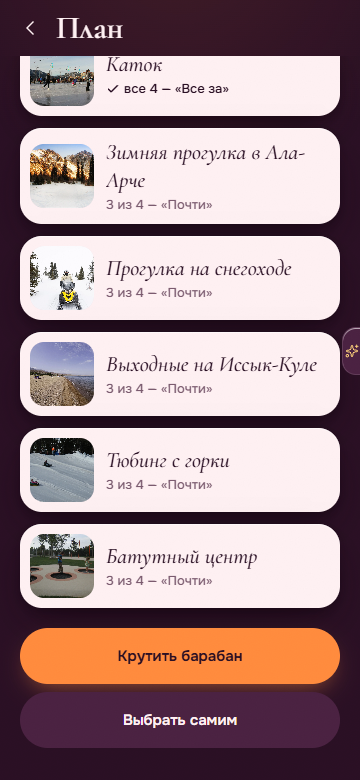 План
Каток
все 4 — «Все за»
Зимняя прогулка в Ала-
Арче
3 из 4 — «Почти»
Прогулка на снегоходе
3 из 4 — «Почти»
Выходные на Иссык-Куле
3 из 4 — «Почти»
Тюбинг с горки
3 из 4 — «Почти»
Батутный центр
3 из 4 — «Почти»
Крутить барабан
Выбрать самим